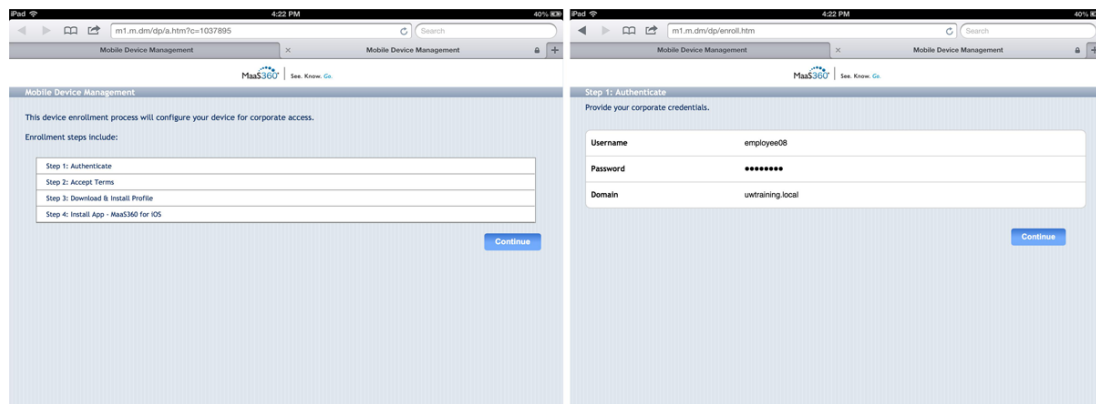 iPad
4:22 PM
40%
m1.m.dm/dp/a.htm?c=1037895
Search
Mobile Device Management
Mobile Device Management
MaaS360 See. Know. Go.
Mobile Device Management
This device enrollment process will configure your device for corporate access.
Enrollment steps include:
Step 1: Authenticate
Step 2: Accept Terms
Step 3: Download & Install Profile
Step 4: Install App - MaaS360 for iOS
Continue
iPad
4:22 PM
40%
m1.m.dm/dp/enroll.htm
Search
Mobile Device Management
Mobile Device Management
MaaS360 See. Know. Go.
Step 1: Authenticate
Provide your corporate credentials.
Username employee08
Password ●●●●●●●●
Domain uwtraining.local
Continue